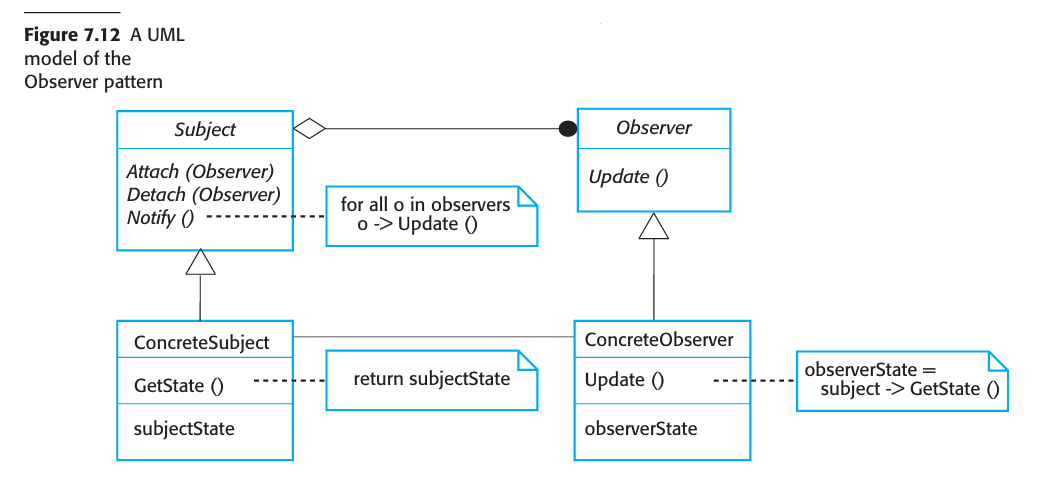 Figure 7.12 A UML
model of the
Observer pattern
Subject
Attach (Observer)
Detach (Observer)
Notify ()
for all o in observers
o -> Update ()
Observer
Update ()
ConcreteSubject
GetState ()
subjectState
return subjectState
ConcreteObserver
Update ()
observerState
observerState =
subject -> GetState ()